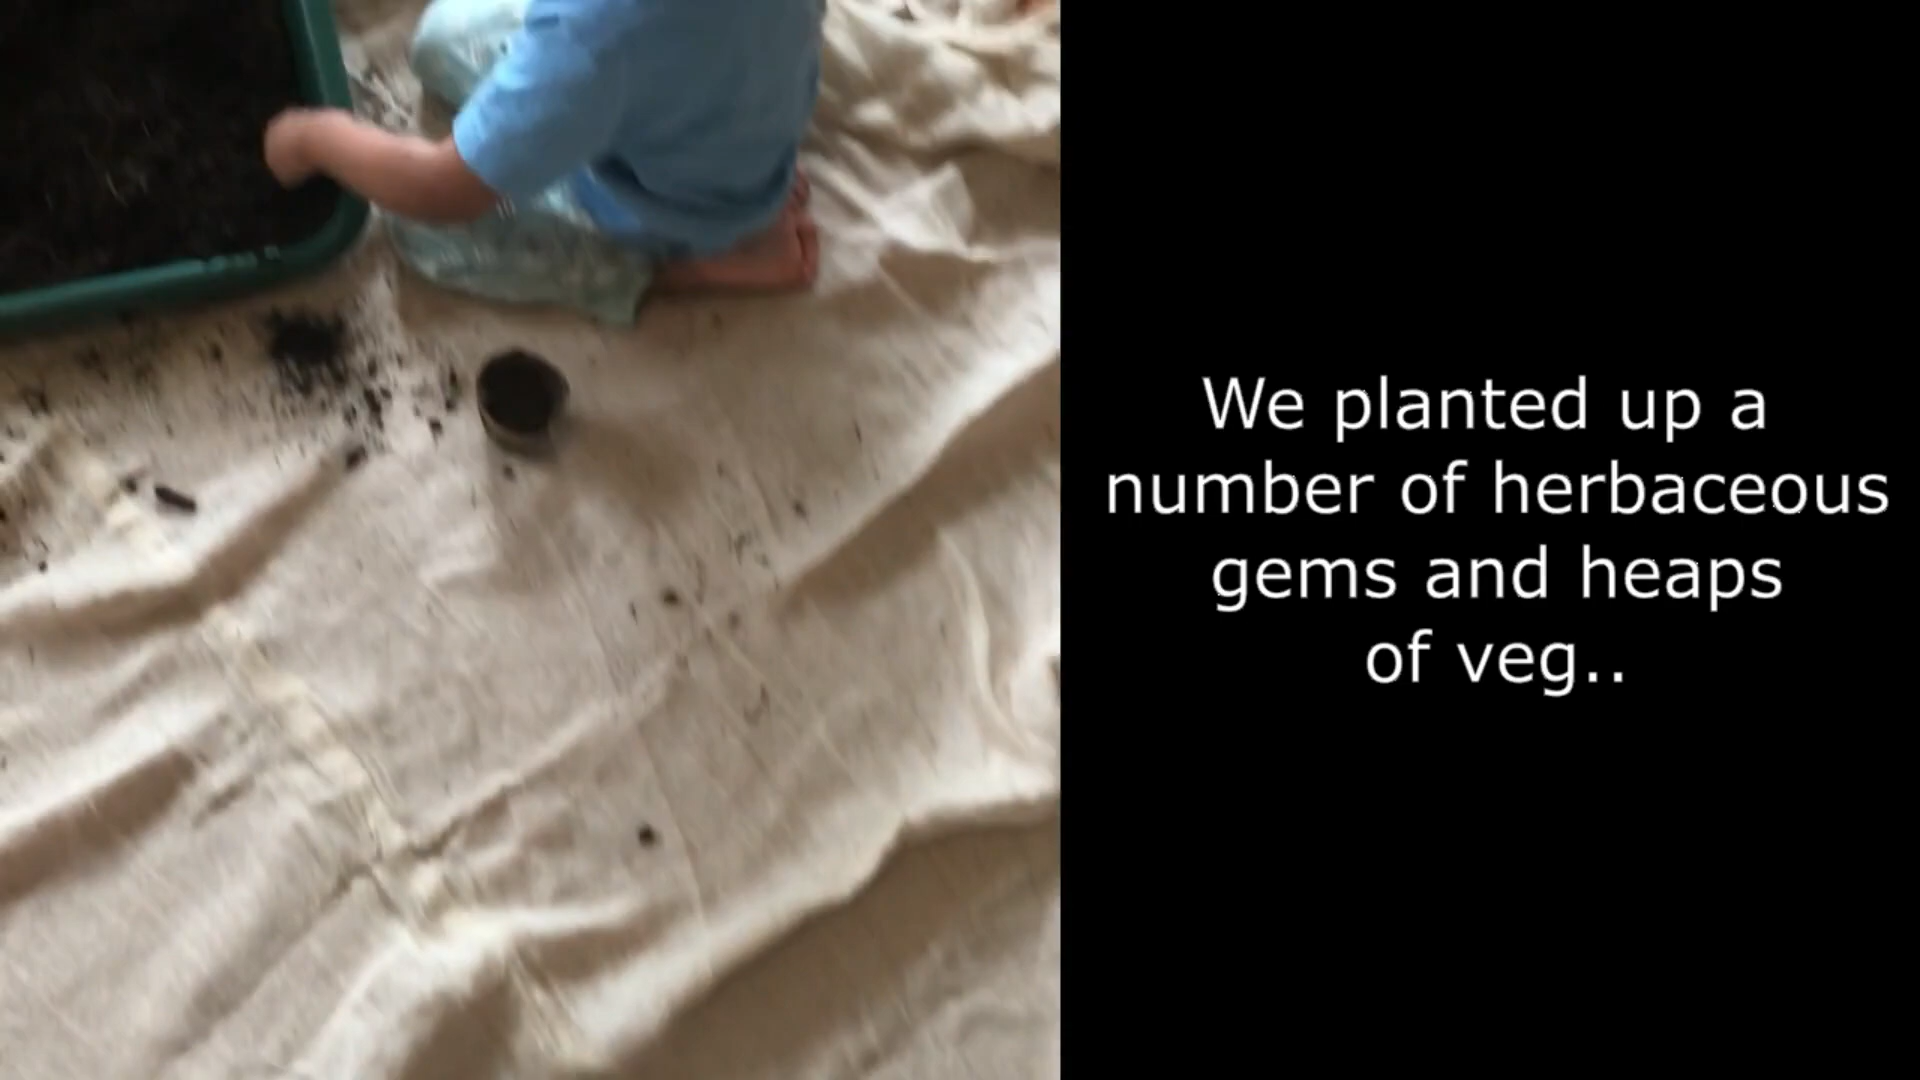 We planted up a
number of herbaceous
gems and heaps
of veg..